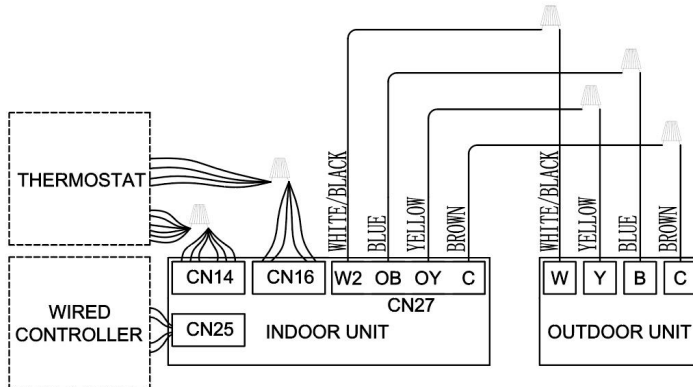 WHITE/BLACK
BLUE
YELLOW
BROWN
WHITE/BLACK
YELLOW
BLUE
BROWN
THERMOSTAT
CN14
CN16
W2 OB OY C
CN27
W Y B C
WIRED
CONTROLLER
CN25
INDOOR UNIT
OUTDOOR UNIT